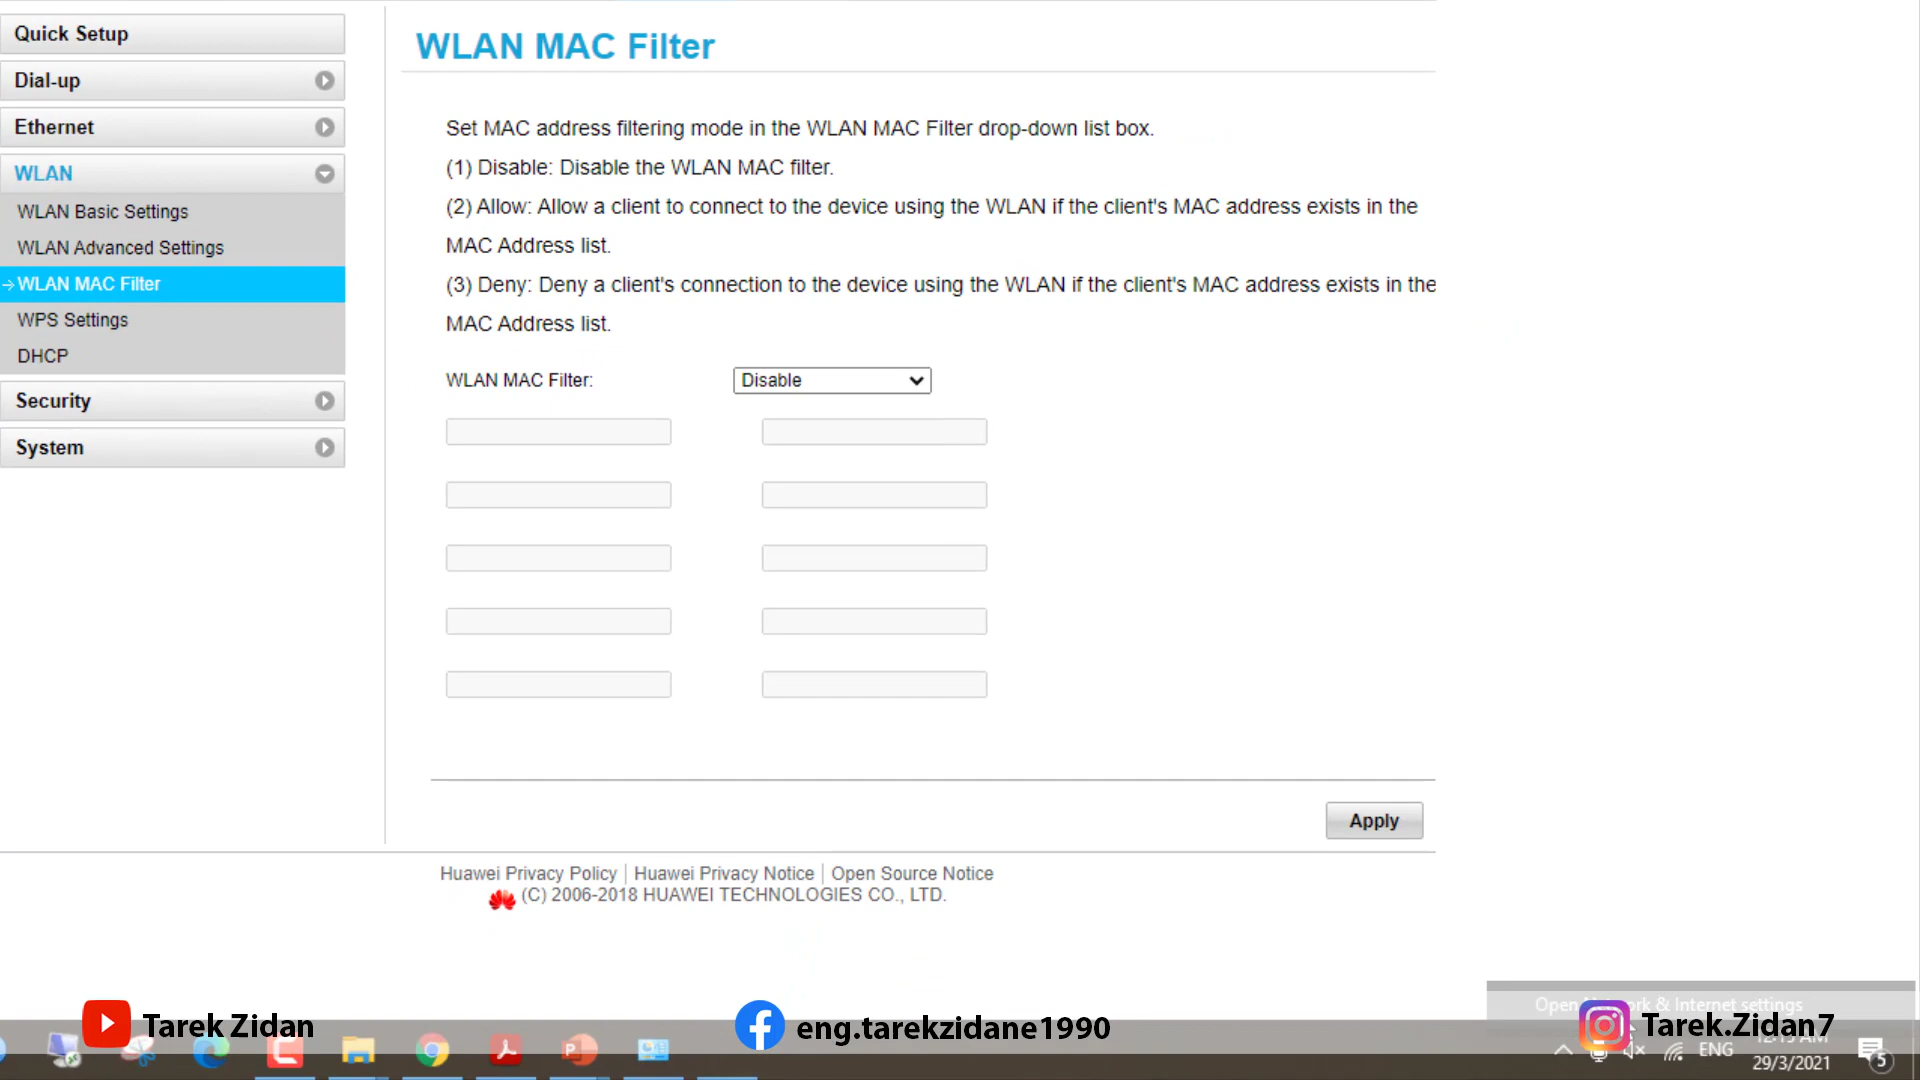 Quick Setup
Dial-up
Ethernet
WLAN
WLAN Basic Settings
WLAN Advanced Settings
WLAN MAC Filter
WPS Settings
DHCP
Security
System
WLAN MAC Filter
Set MAC address filtering mode in the WLAN MAC Filter drop-down list box.
(1) Disable: Disable the WLAN MAC filter.
(2) Allow: Allow a client to connect to the device using the WLAN if the client's MAC address exists in the
MAC Address list.
(3) Deny: Deny a client's connection to the device using the WLAN if the client's MAC address exists in the
MAC Address list.
WLAN MAC Filter: Disable
Apply
Huawei Privacy Policy | Huawei Privacy Notice | Open Source Notice
(C) 2006-2018 HUAWEI TECHNOLOGIES CO., LTD.
Open & Internet settings
Tarek Zidan
eng.tarekzidane1990
Tarek.Zidan7
ENG
29/3/2021
5